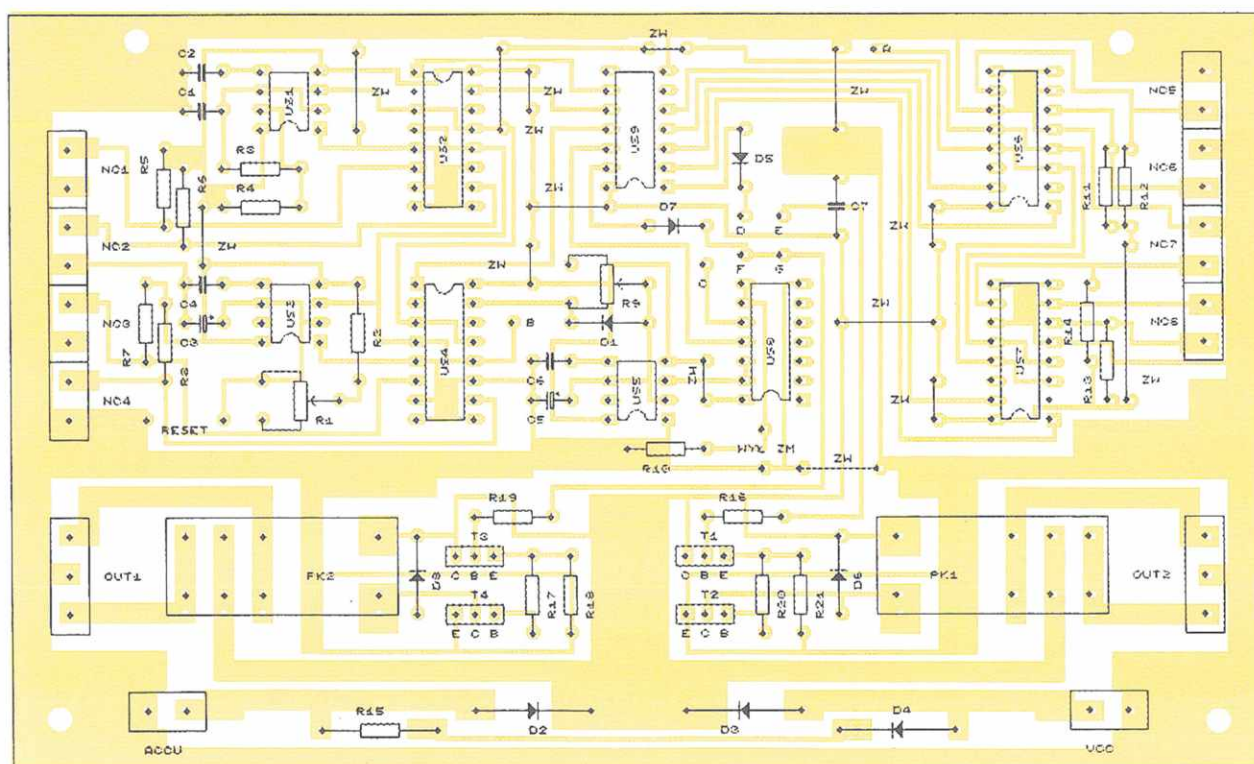 C2
ZW
A
C1
US1
ZW
US2
ZW
US9
ZW
US8
NC5
R5
NC1
R3
R6
R4
ZW
D5
D7
D
E
C7
R11
R12
NC6
NC2
ZW
ZW
F
G
C
ZW
NC7
C4
US3
C3
R2
US4
B
R9
D1
US6
ZW
US7
R14
NC3
R7
R8
C6
US5
ZW
R13
ZW
NC4
RESET
R1
C5
ZW
WYŁ
ZM
ZW
R10
R19
R16
T3
C B E
T1
C B E
OUT1
PK2
D8
T4
E C B
R17
R18
T2
E C B
R20
R21
D6
PK1
OUT2
R15
D2
D3
D4
ACCU
VCC